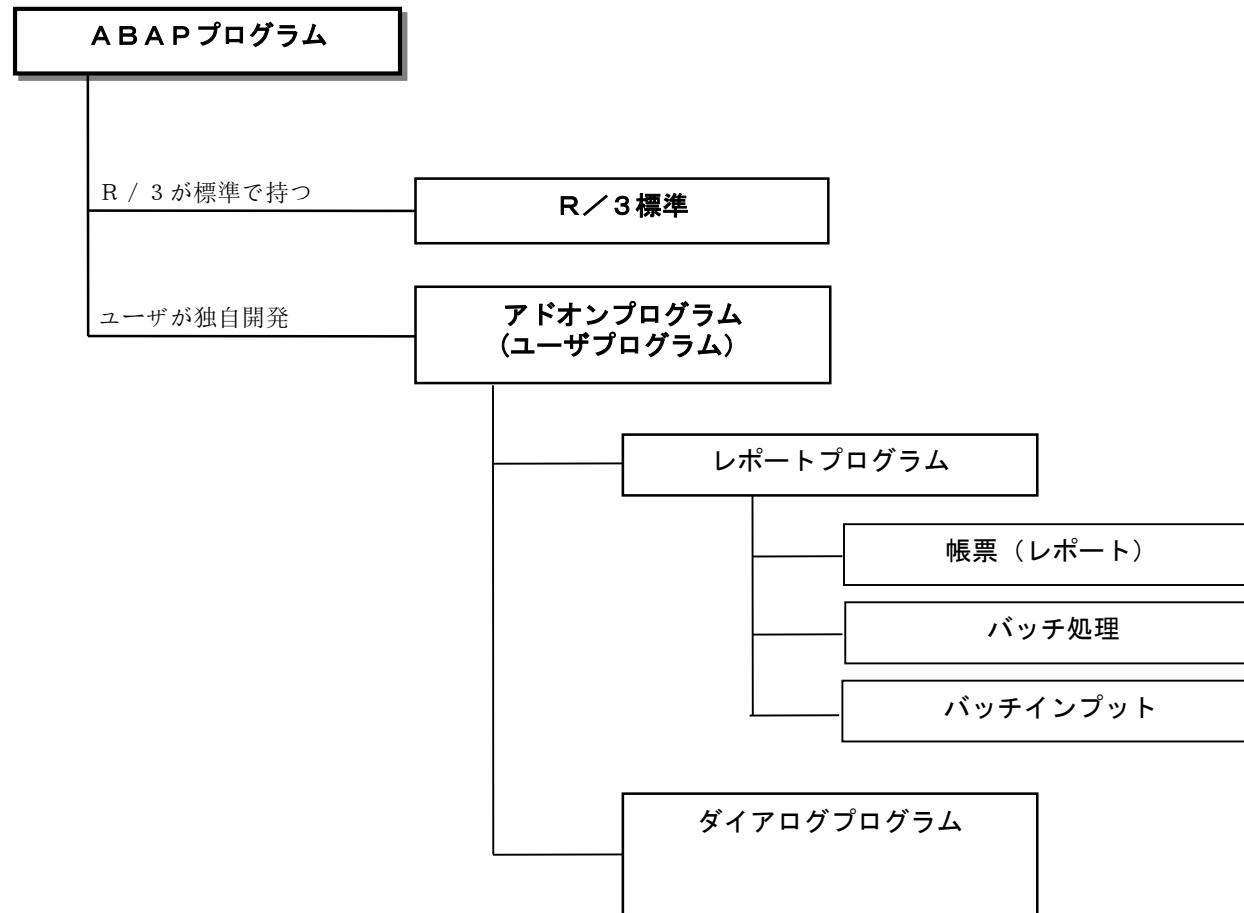 ＡＢＡＰプログラム
Ｒ／３が標準で持つ
Ｒ／３標準
ユーザが独自開発
アドオンプログラム
（ユーザプログラム）
レポートプログラム
帳票（レポート）
バッチ処理
バッチインプット
ダイアログプログラム